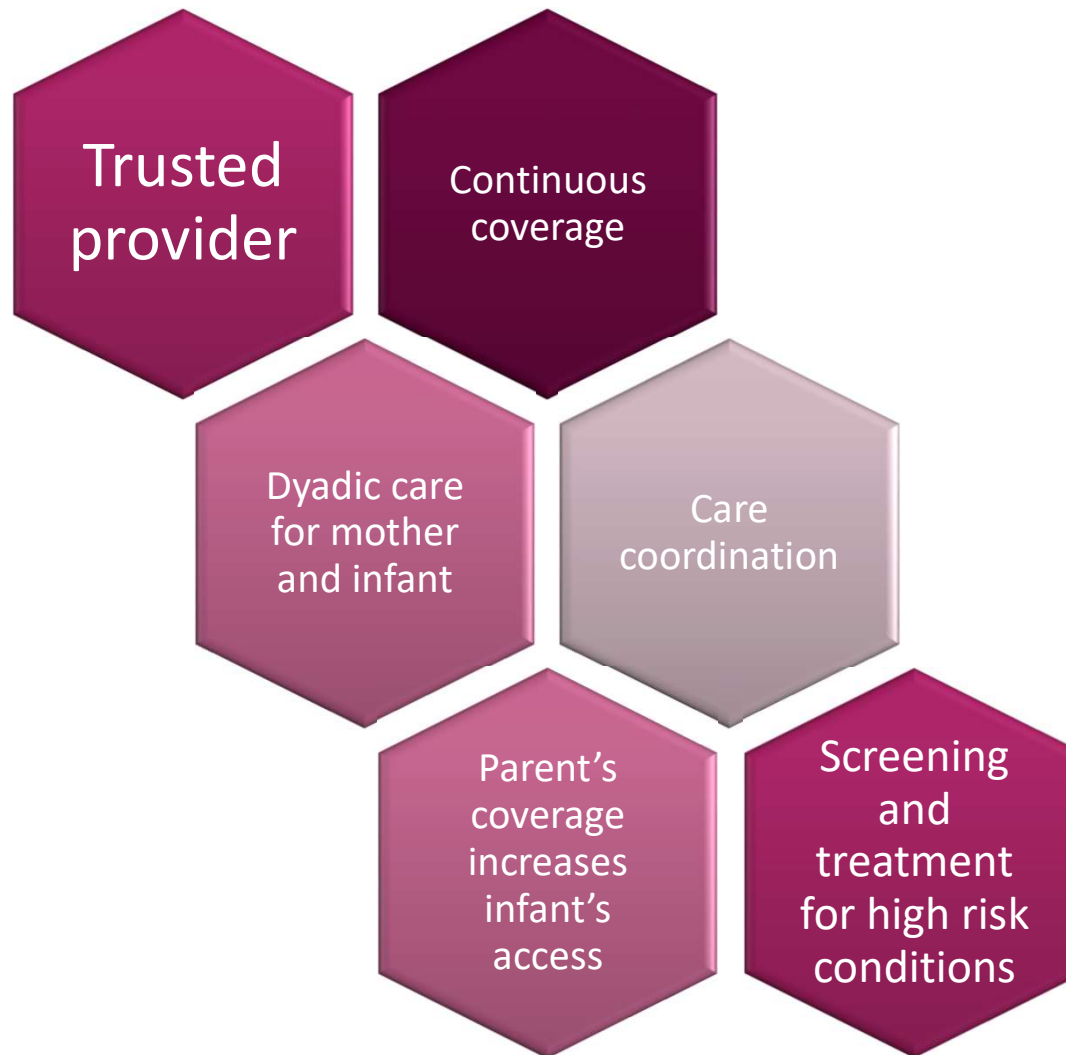 Trusted
provider
Continuous
coverage
Dyadic care
for mother
and infant
Care
coordination
Parent’s
coverage
increases
infant’s
access
Screening
and
treatment
for high risk
conditions